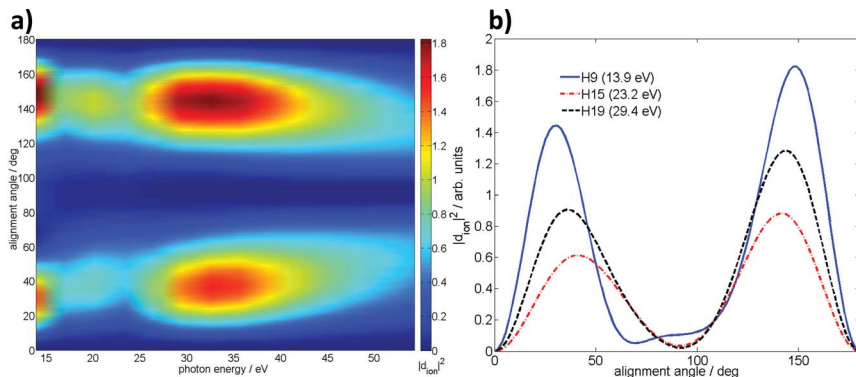 a)
180
160
140
120
100
80
60
40
20
0
alignment angle / deg
15 20 25 30 35 40 45 50
photon energy / eV
1.8
1.6
1.4
1.2
1
0.8
0.6
0.4
0.2
0
|d_ion|²
b)
2
1.8
1.6
1.4
1.2
1
0.8
0.6
0.4
0.2
0
|d_ion|² / arb. units
H9 (13.9 eV)
H15 (23.2 eV)
H19 (29.4 eV)
0 50 100 150
alignment angle / deg